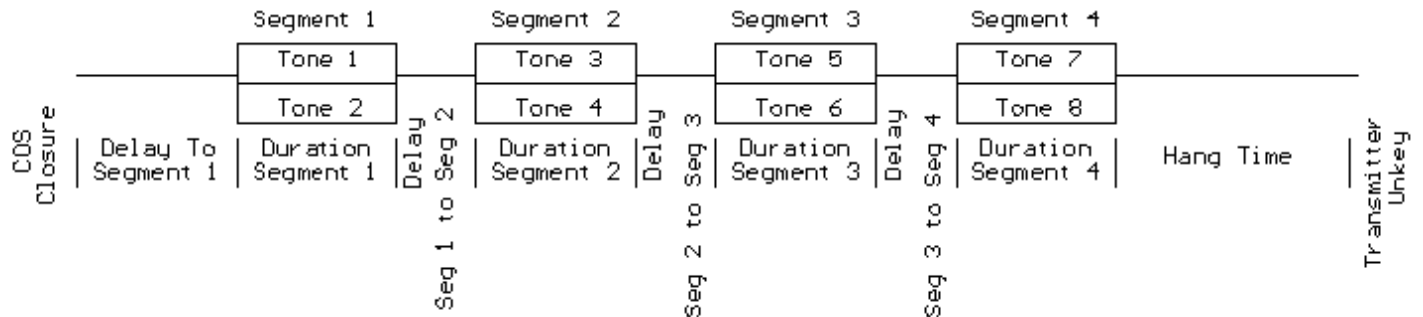 Segment 1
Segment 2
Segment 3
Segment 4
Tone 1
Tone 3
Tone 5
Tone 7
Tone 2
Tone 4
Tone 6
Tone 8
COS
Closure
Delay To
Segment 1
Duration
Segment 1
Delay
Seg 1 to Seg 2
Duration
Segment 2
Delay
Seg 2 to Seg 3
Duration
Segment 3
Delay
Seg 3 to Seg 4
Duration
Segment 4
Hang Time
Transmitter
Unkey